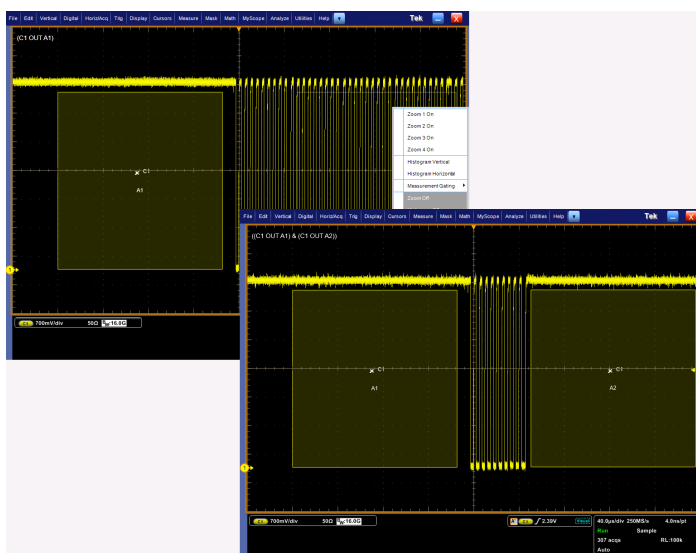 File Edit Vertical Digital Horiz/Acq Trig Display Cursors Measure Mask Math MyScope Analyze Utilities Help Tek X
(C1 OUT A1)
C1
A1
Zoom 1 On
Zoom 2 On
Zoom 3 On
Zoom 4 On
Histogram Vertical
Histogram Horizontal
Measurement Gating
Zoom Off
1
C1 700mV/div 50Ω BW:16.0G
File Edit Vertical Digital Horiz/Acq Trig Display Cursors Measure Mask Math MyScope Analyze Utilities Help Tek X
((C1 OUT A1) & (C1 OUT A2))
C1 C1
A1 A2
1
C1 700mV/div 50Ω BW:16.0G
A C1 2.39V Visual
40.0µs/div 250MS/s 4.0ns/pt
Run Sample
307 acqs RL:100k
Auto